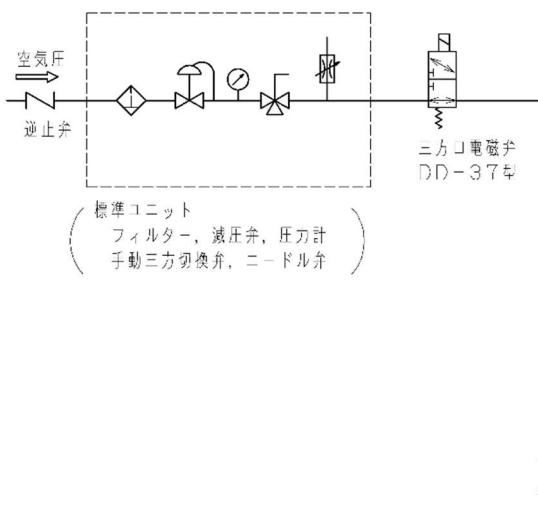 空気圧
逆止弁
三方口電磁弁
DD-37型
標準ユニット
フィルター, 減圧弁, 圧力計
手動三方切換弁, ニードル弁